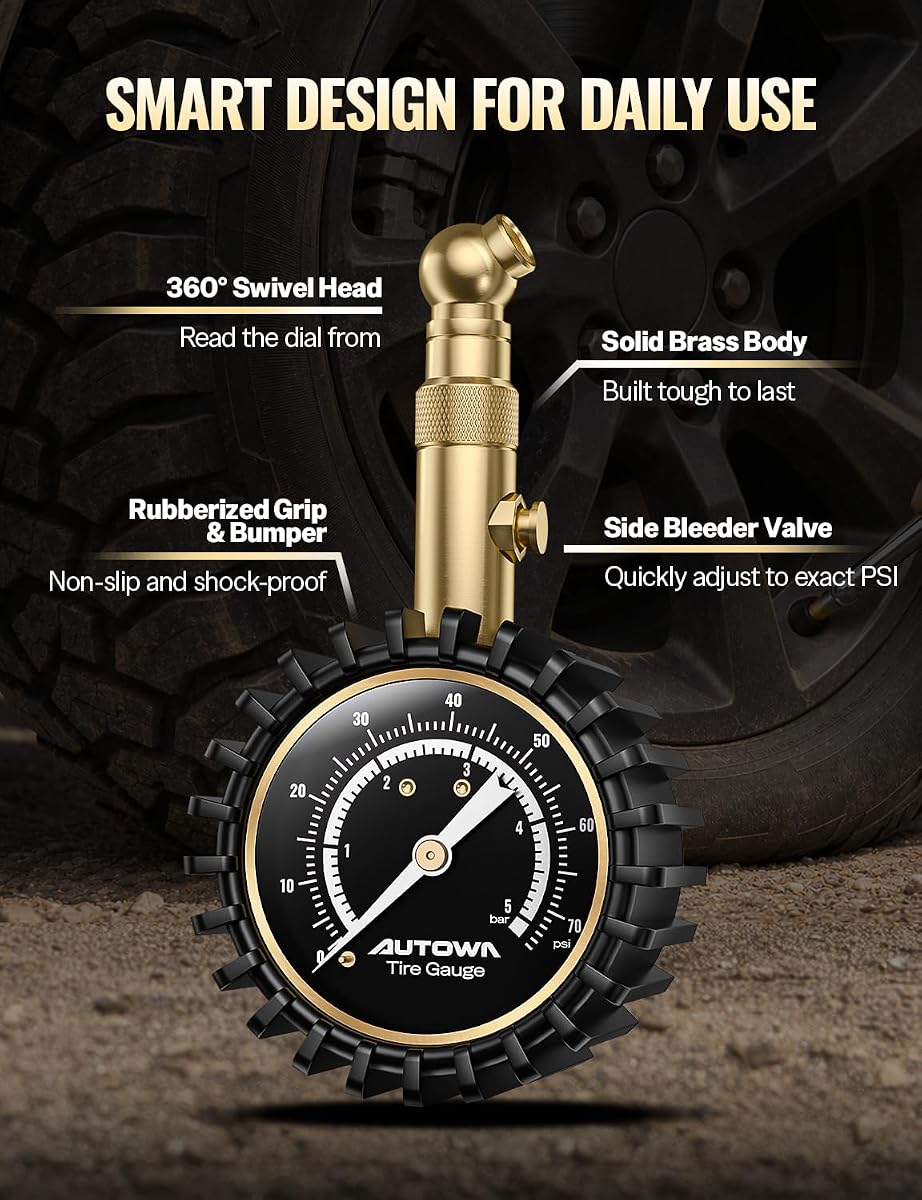 SMART DESIGN FOR DAILY USE
360° Swivel Head
Read the dial from
Solid Brass Body
Built tough to last
Rubberized Grip
& Bumper
Non-slip and shock-proof
Side Bleeder Valve
Quickly adjust to exact PSI
0
10
20
30
40
50
60
70
psi
1
2
3
4
5
bar
AUTOWN
Tire Gauge